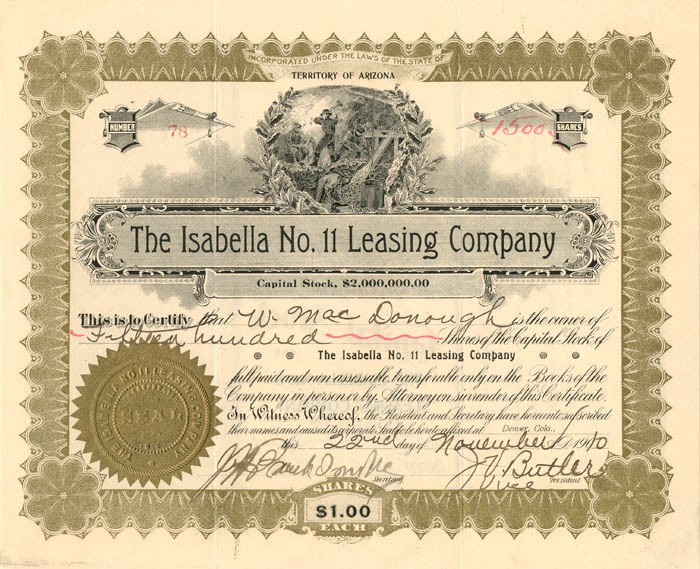 INCORPORATED UNDER THE LAWS OF THE STATE OF
TERRITORY OF ARIZONA
NUMBER 78 1500 SHARES
The Isabella No. 11 Leasing Company
Capital Stock, $2,000,000.00
This is to Certify that W. Mac Donough is the owner of
Fifteen hundred Shares of the Capital Stock of
The Isabella No. 11 Leasing Company
full paid and non assessable, transferable only on the Books of the
Company in person or by Attorney on surrender of this Certificate.
In Witness Whereof, the President and Secretary have hereunto subscribed
their names and caused its corporate Seal to be hereto affixed at Denver, Colo.,
this 22nd day of November 1910
J V Butler
Secretary Vice President
SHARES
$1.00
EACH